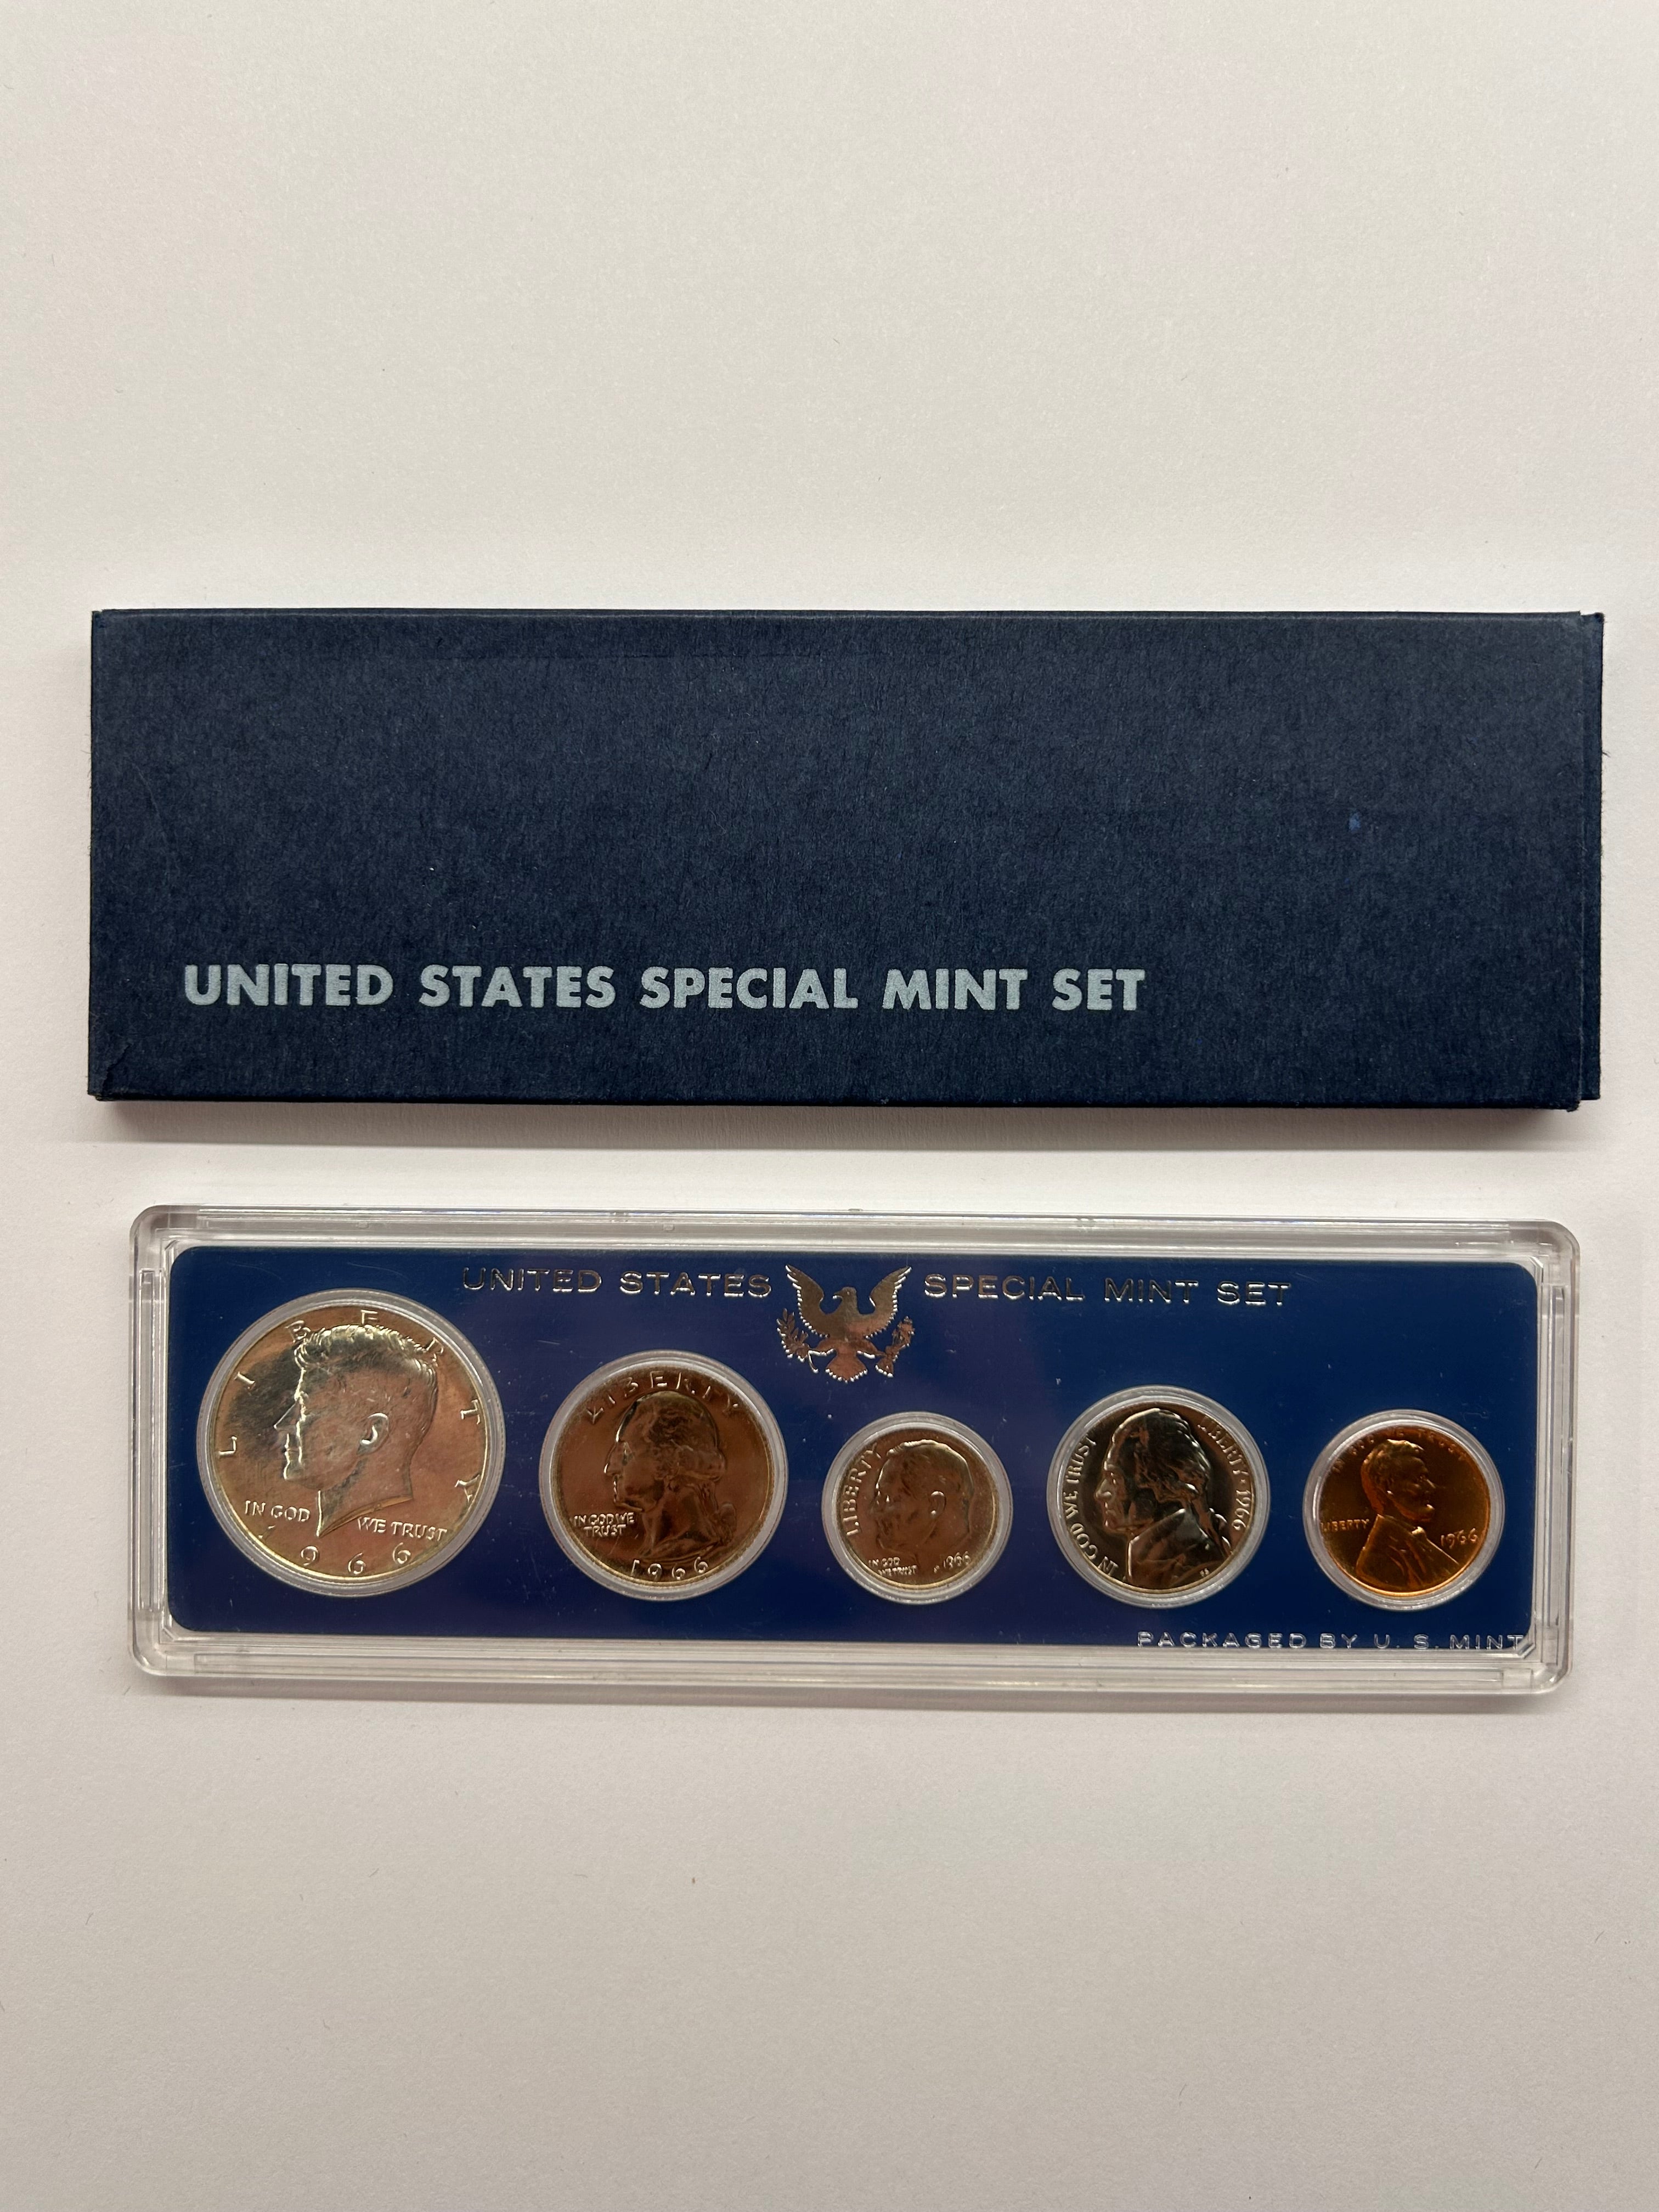 UNITED STATES SPECIAL MINT SET
UNITED STATES SPECIAL MINT SET
LIBERTY
IN GOD WE TRUST
1966
LIBERTY
IN GOD WE
TRUST
1966
LIBERTY
IN GOD
WE TRUST
1966
IN GOD WE TRUST
LIBERTY 1966
LIBERTY
1966
PACKAGED BY U. S. MINT